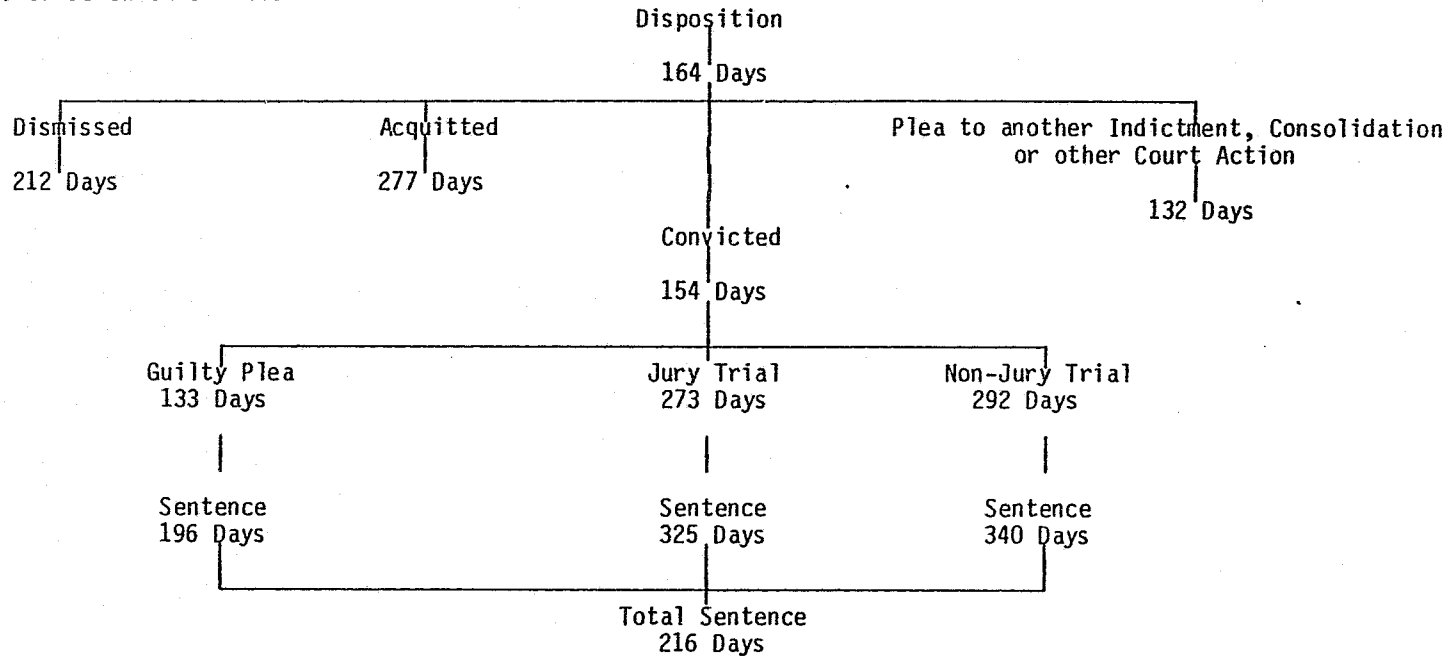 Disposition
164 Days
Dismissed
212 Days
Acquitted
277 Days
Plea to another Indictment, Consolidation
or other Court Action
132 Days
Convicted
154 Days
Guilty Plea
133 Days
Jury Trial
273 Days
Non-Jury Trial
292 Days
Sentence
196 Days
Sentence
325 Days
Sentence
340 Days
Total Sentence
216 Days